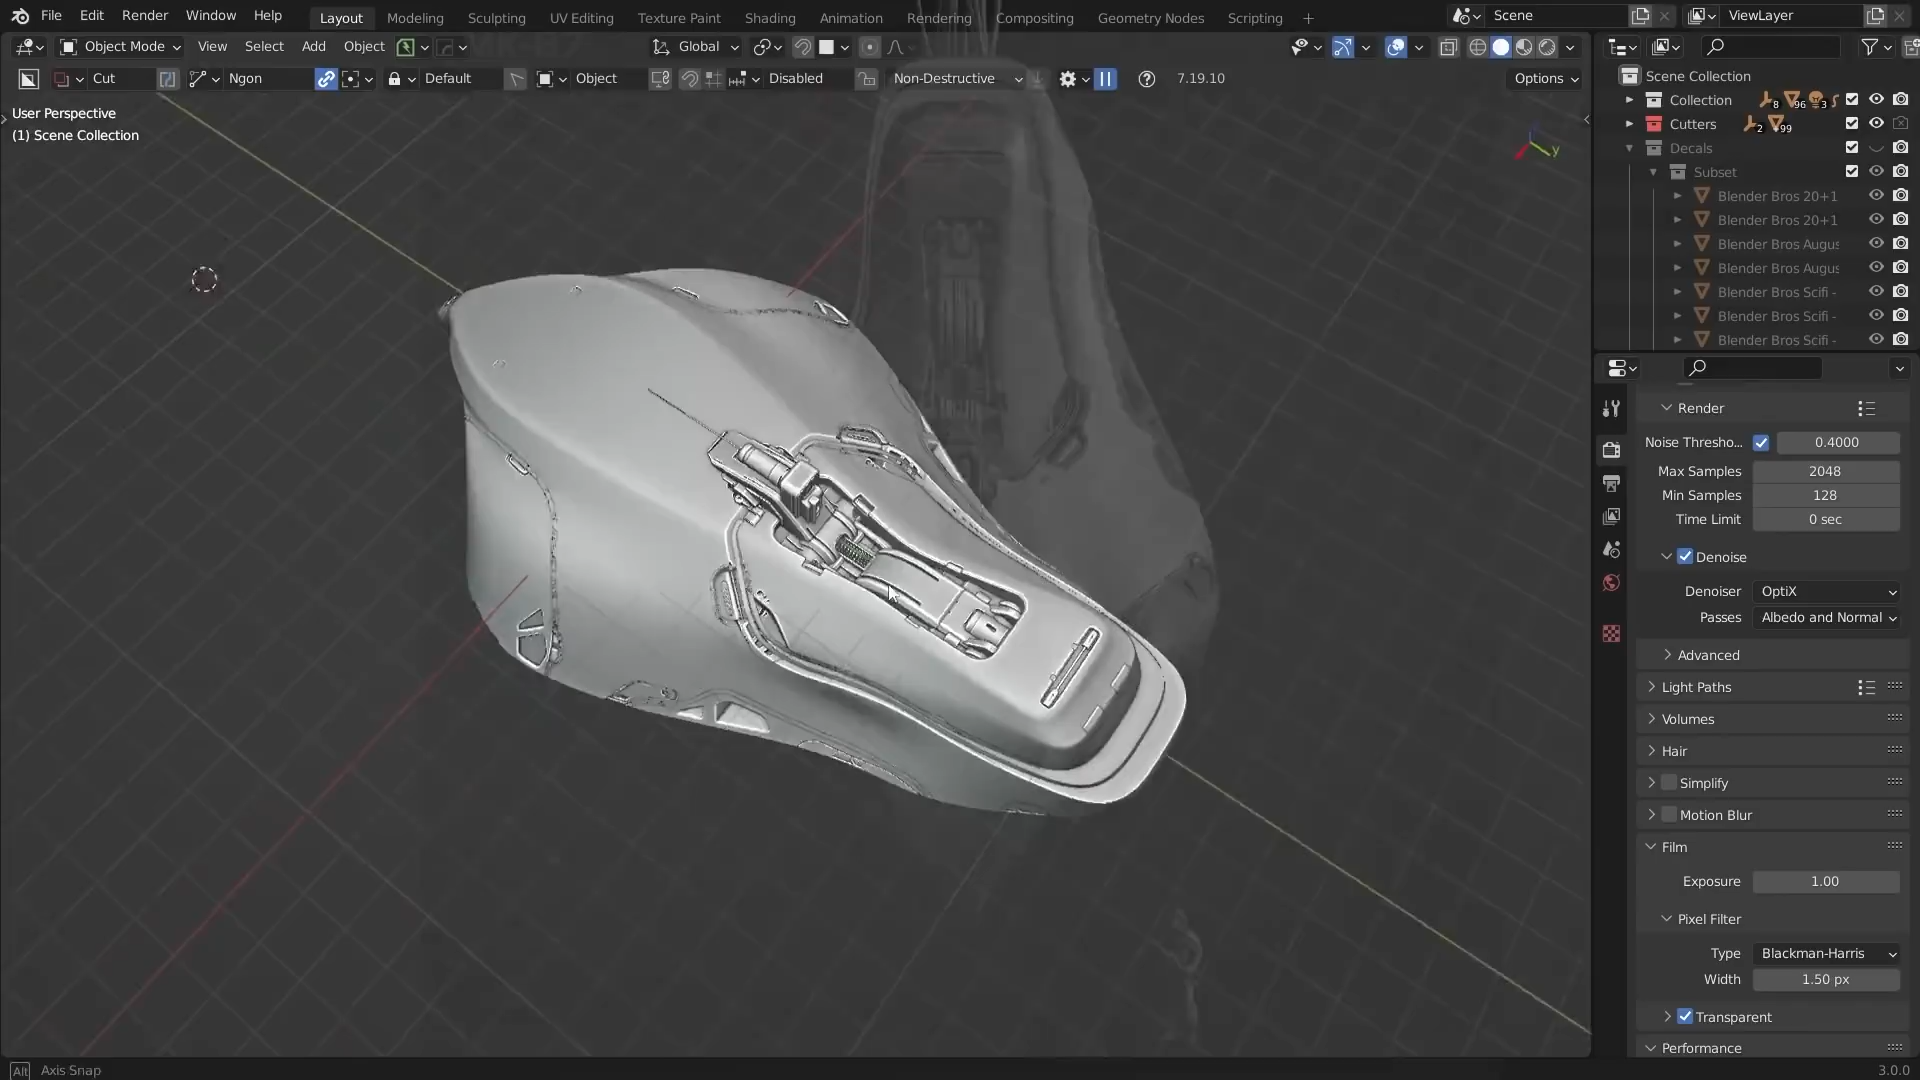 File Edit Render Window Help Layout Modeling Sculpting UV Editing Texture Paint Shading Animation Rendering Compositing Geometry Nodes Scripting + Scene ViewLayer
Object Mode View Select Add Object Global
Cut Ngon Default Object Disabled Non-Destructive 7.19.10 Options
User Perspective
(1) Scene Collection
y
Scene Collection
Collection 8 96 3
Cutters 2 99
Decals
Subset
Blender Bros 20+1
Blender Bros 20+1
Blender Bros Augus
Blender Bros Augus
Blender Bros Scifi -
Blender Bros Scifi -
Blender Bros Scifi -
Render
Noise Thresho... 0.4000
Max Samples 2048
Min Samples 128
Time Limit 0 sec
Denoise
Denoiser OptiX
Passes Albedo and Normal
Advanced
Light Paths
Volumes
Hair
Simplify
Motion Blur
Film
Exposure 1.00
Pixel Filter
Type Blackman-Harris
Width 1.50 px
Transparent
Performance
Alt Axis Snap 3.0.0